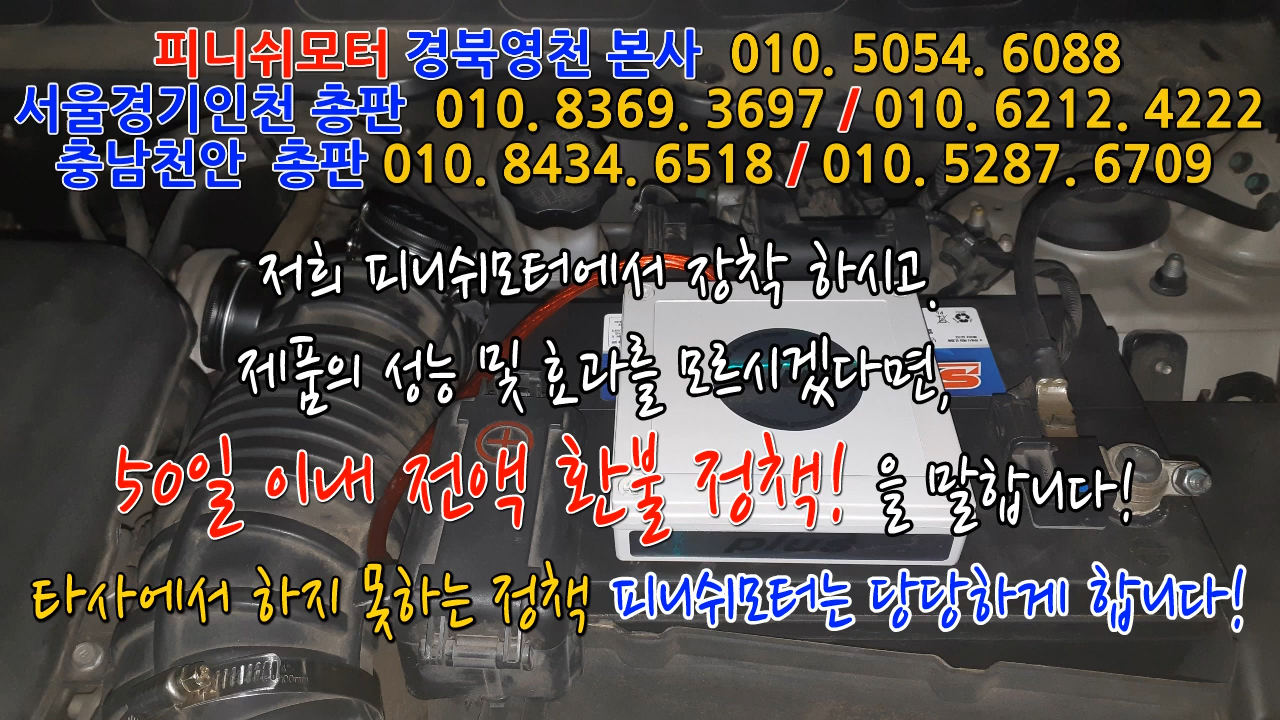 피니쉬모터 경북영천 본사 010. 5054. 6088
서울경기인천 총판 010. 8369. 3697 / 010. 6212. 4222
충남천안 총판 010. 8434. 6518 / 010. 5287. 6709
저희 피니쉬모터에서 장착 하시고.
제품의 성능 및 효과를 모르시겠다면,
50일 이내 전액 환불 정책! 을 말합니다!
plus
타사에서 하지 못하는 정책 피니쉬모터는 당당하게 합니다!